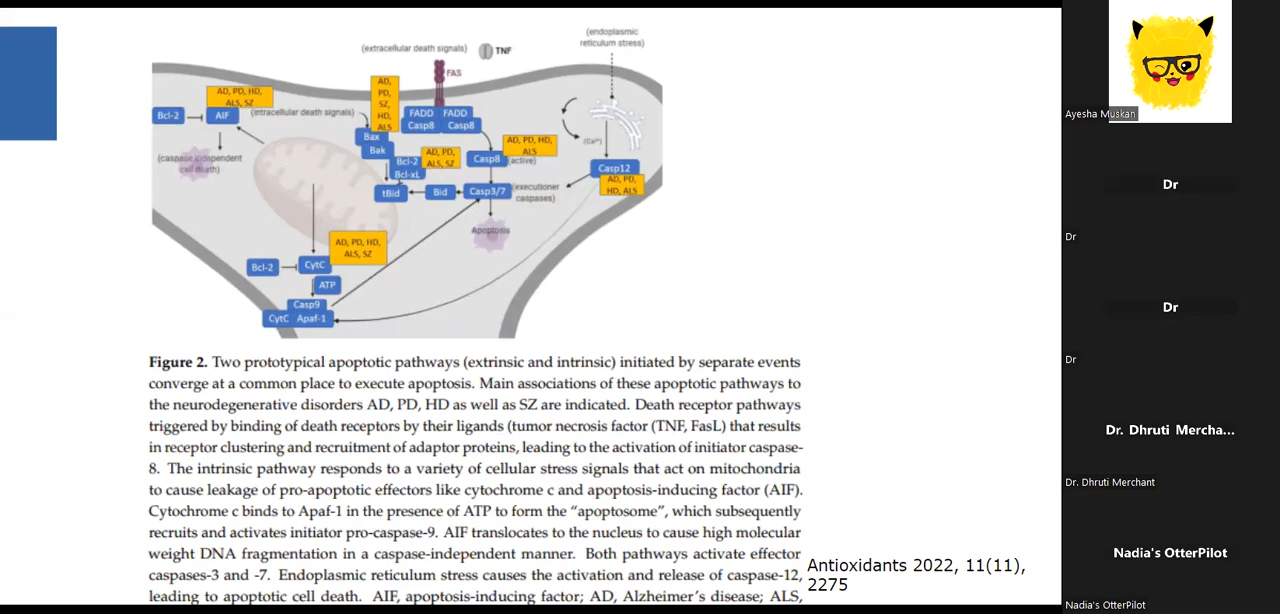 (endoplasmic
reticulum stress)
(extracellular death signals)
TNF
FAS
AD, PD, HD,
ALS, SZ
Bcl-2
AIF
(intracellular death signals)
AD,
PD,
SZ,
HD,
ALS
FADD FADD
Casp8 Casp8
Bax
Bak
(caspase independent
cell death)
Bcl-2
Bcl-xL
AD, PD,
ALS, SZ
Casp8
(active)
AD, PD, HD,
ALS
(Ca²⁺)
Casp12
AD, PD,
HD, ALS
tBid
Bid
Casp3/7
(executioner
caspases)
Apoptosis
AD, PD, HD,
ALS, SZ
Bcl-2
CytC
ATP
Casp9
CytC Apaf-1
Figure 2. Two prototypical apoptotic pathways (extrinsic and intrinsic) initiated by separate events
converge at a common place to execute apoptosis. Main associations of these apoptotic pathways to
the neurodegenerative disorders AD, PD, HD as well as SZ are indicated. Death receptor pathways
triggered by binding of death receptors by their ligands (tumor necrosis factor (TNF, FasL) that results
in receptor clustering and recruitment of adaptor proteins, leading to the activation of initiator caspase-
8. The intrinsic pathway responds to a variety of cellular stress signals that act on mitochondria
to cause leakage of pro-apoptotic effectors like cytochrome c and apoptosis-inducing factor (AIF).
Cytochrome c binds to Apaf-1 in the presence of ATP to form the “apoptosome”, which subsequently
recruits and activates initiator pro-caspase-9. AIF translocates to the nucleus to cause high molecular
weight DNA fragmentation in a caspase-independent manner. Both pathways activate effector
caspases-3 and -7. Endoplasmic reticulum stress causes the activation and release of caspase-12,
leading to apoptotic cell death. AIF, apoptosis-inducing factor; AD, Alzheimer’s disease; ALS,
Antioxidants 2022, 11(11),
2275
Ayesha Muskan
Dr
Dr
Dr
Dr
Dr. Dhruti Mercha...
Dr. Dhruti Merchant
Nadia's OtterPilot
Nadia's OtterPilot